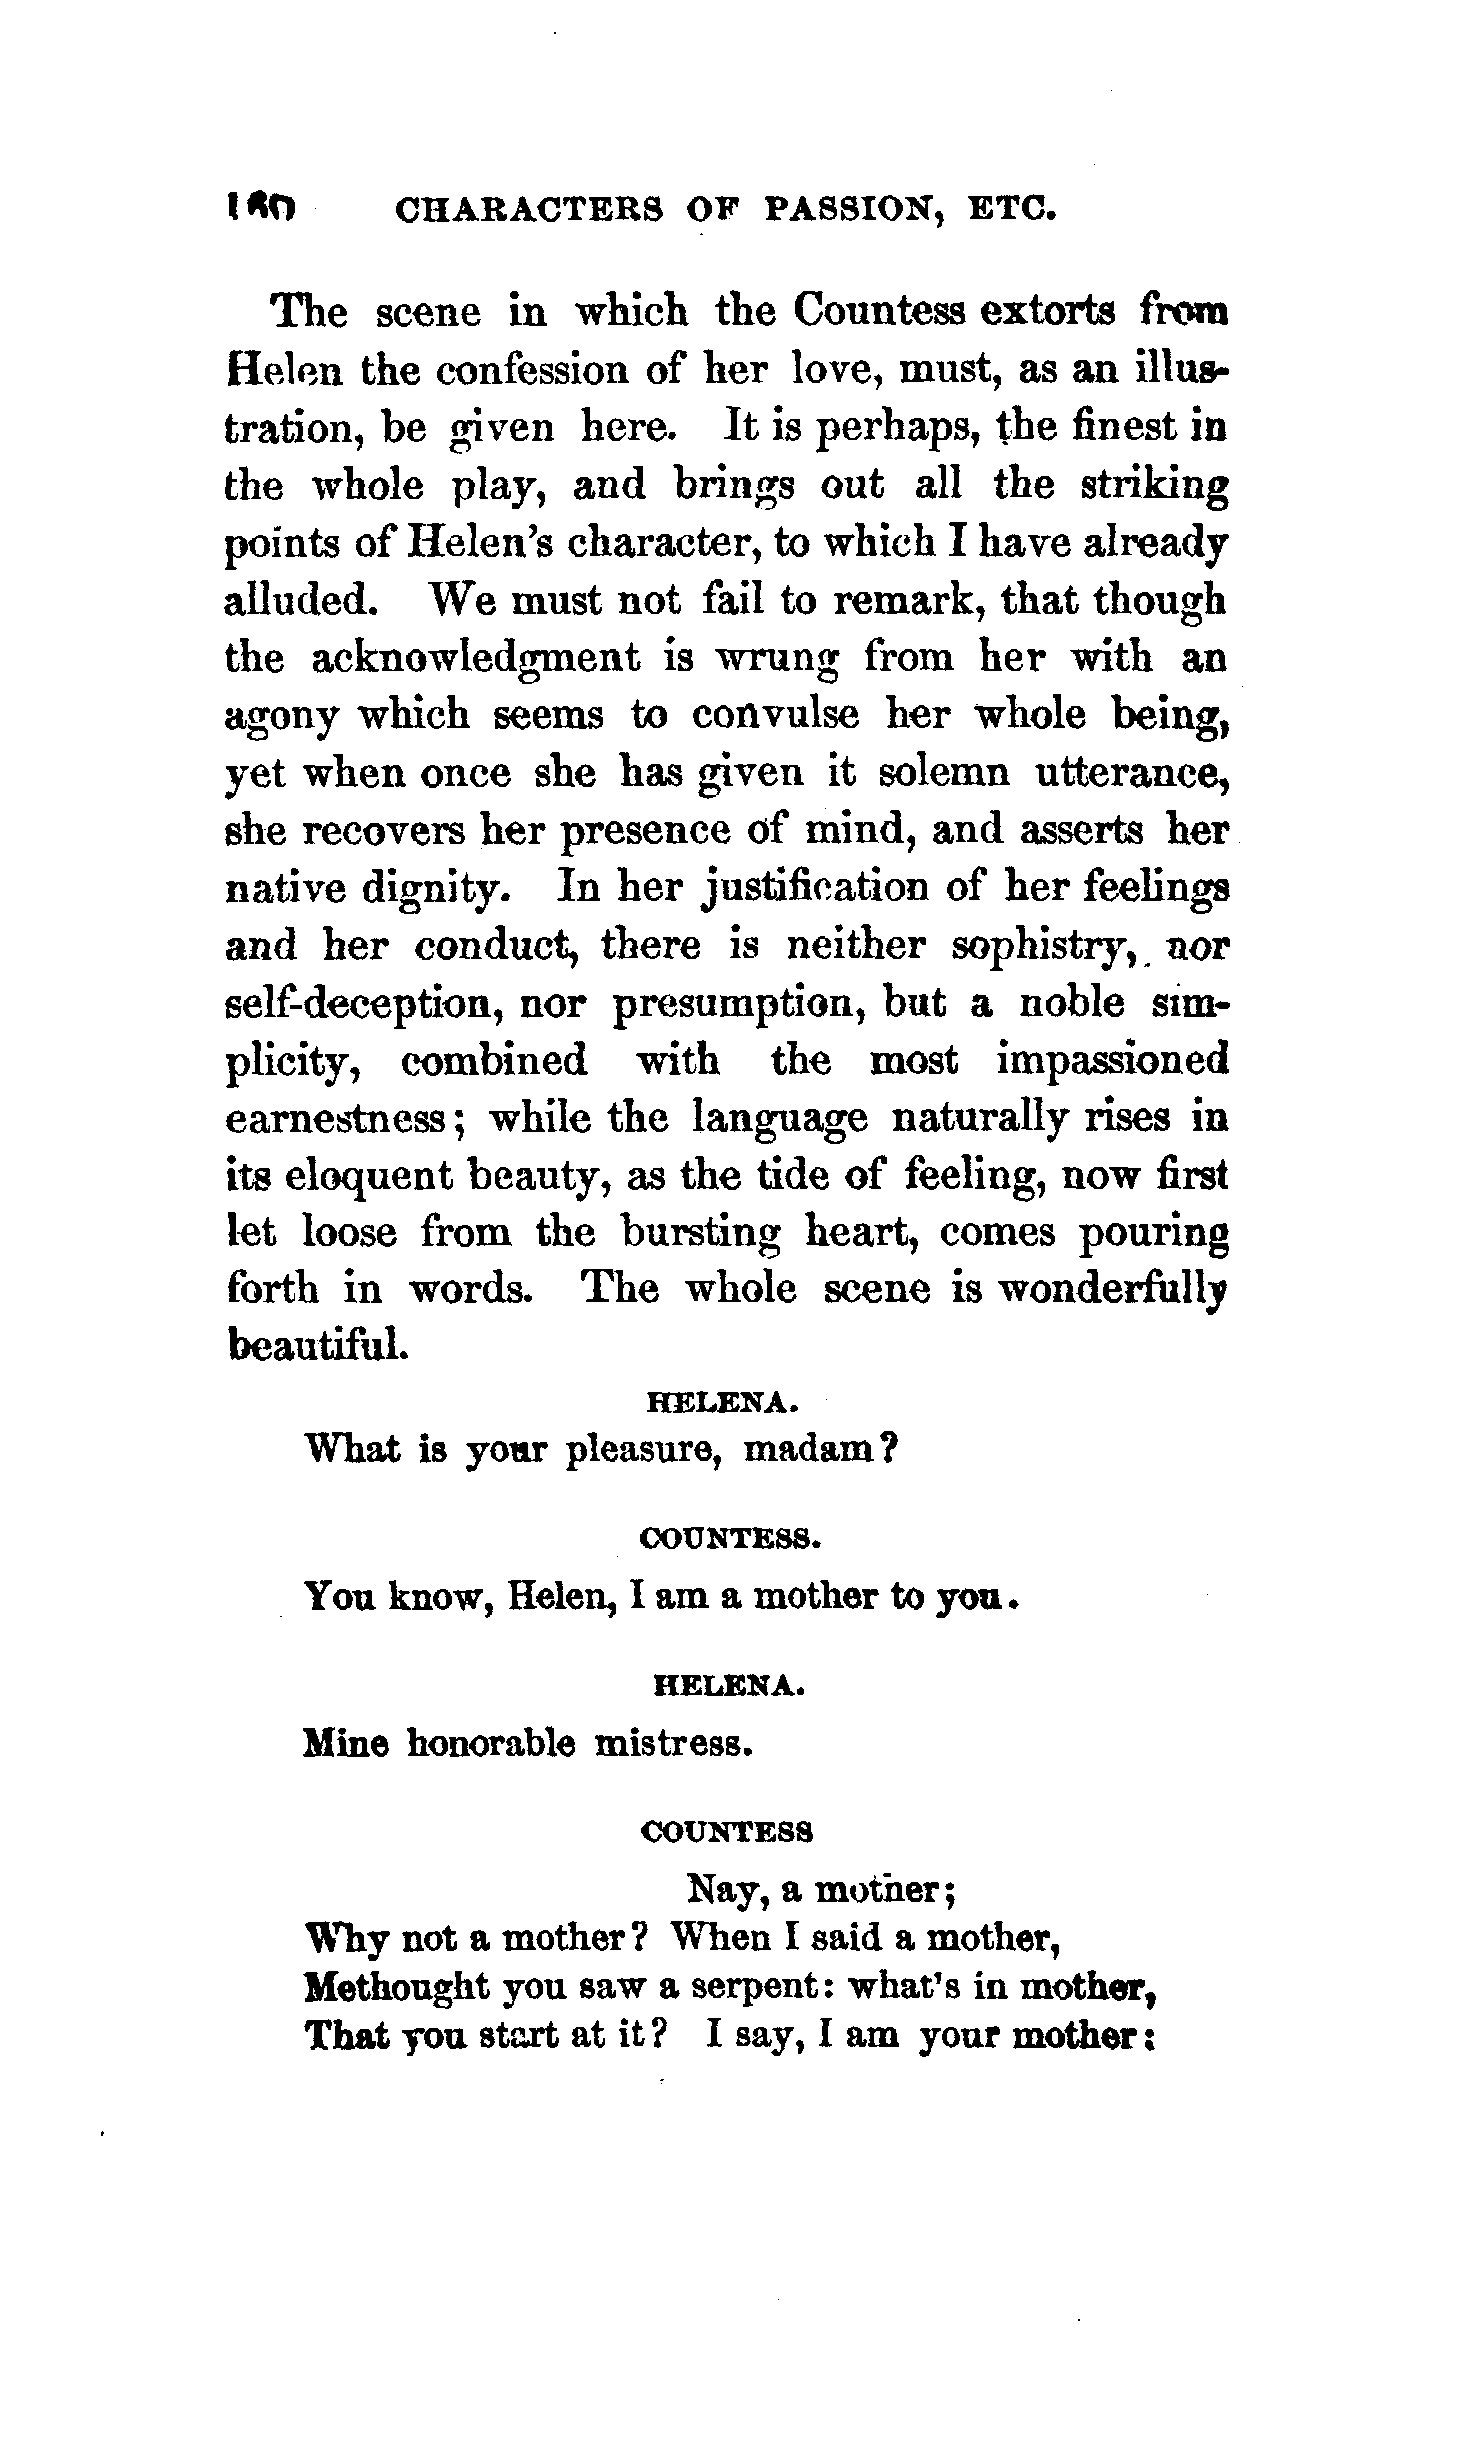 CHARACTERS OF PASSION, ETC.
The scene in which the Countess extorts from
Helen the confession of her love, must, as an illus-
tration, be given here. It is perhaps, the finest in
the whole play, and brings out all the striking
points of Helen's character, to which I have already
alluded. We must not fail to remark, that though
the acknowledgment is wrung from her with an
agony which seems to convulse her whole being,
yet when once she has given it solemn utterance,
she recovers her presence of mind, and asserts her
native dignity. In her justification of her feelings
and her conduct, there is neither sophistry, nor
self-deception, nor presumption, but a noble sim-
plicity, combined with the most impassioned
earnestness; while the language naturally rises in
its eloquent beauty, as the tide of feeling, now first
let loose from the bursting heart, comes pouring
forth in words. The whole scene is wonderfully
beautiful.
HELENA.
What is your pleasure, madam?
COUNTESS.
You know, Helen, I am a mother to you.
HELENA.
Mine honorable mistress.
COUNTESS
Nay, a mother;
Why not a mother? When I said a mother,
Methought you saw a serpent: what's in mother,
That you start at it? I say, I am your mother: